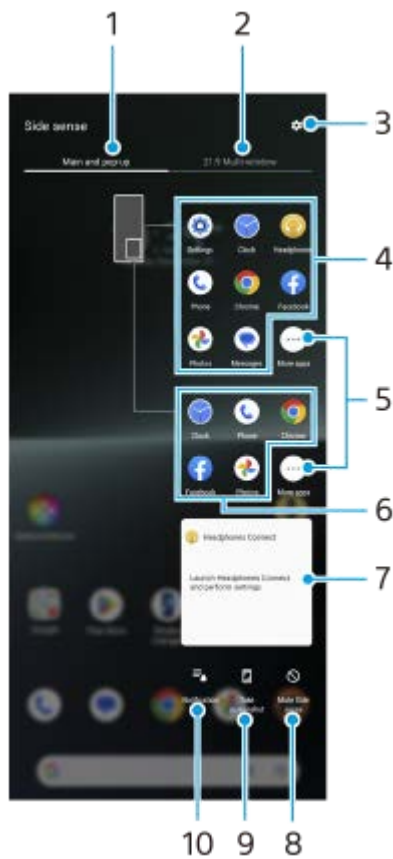 1
2
Side sense
3
Main and pop-up
21:9 Multi-window
Settings
Clock
Headphones
4
Phone
Chrome
Facebook
Photos
Messages
More apps
5
Clock
Phone
Chrome
Facebook
Photos
More apps
6
Headphones Connect
7
Launch Headphones Connect
and perform settings
Notification
Take
screenshot
Mute Side
sense
10
9
8